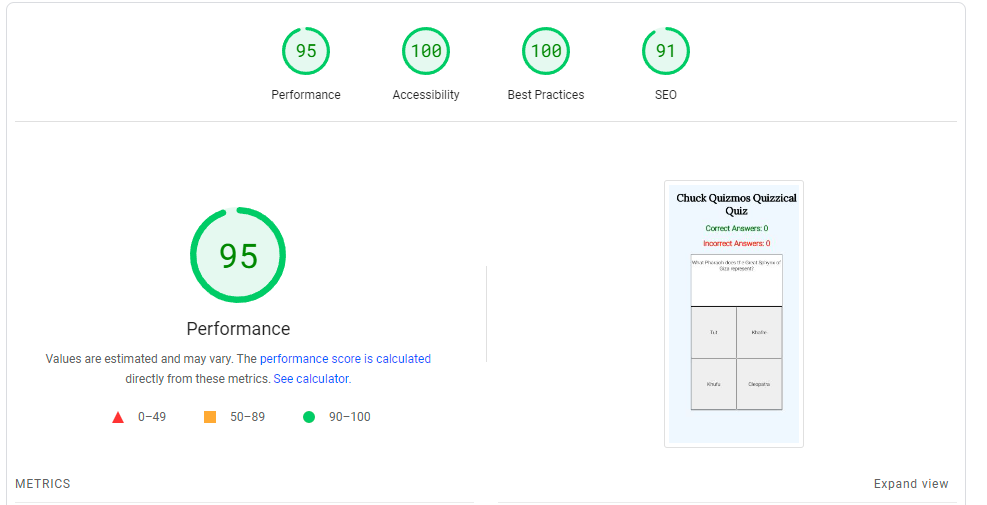 95
100
100
91
Performance
Accessibility
Best Practices
SEO
95
Performance
Values are estimated and may vary. The performance score is calculated
directly from these metrics. See calculator.
0–49
50–89
90–100
Chuck Quizmos Quizzical
Quiz
Correct Answers: 0
Incorrect Answers: 0
What Pharaoh does the Great Sphynx of
Giza represent?
Tut
Khafre
Khufu
Cleopatra
METRICS
Expand view